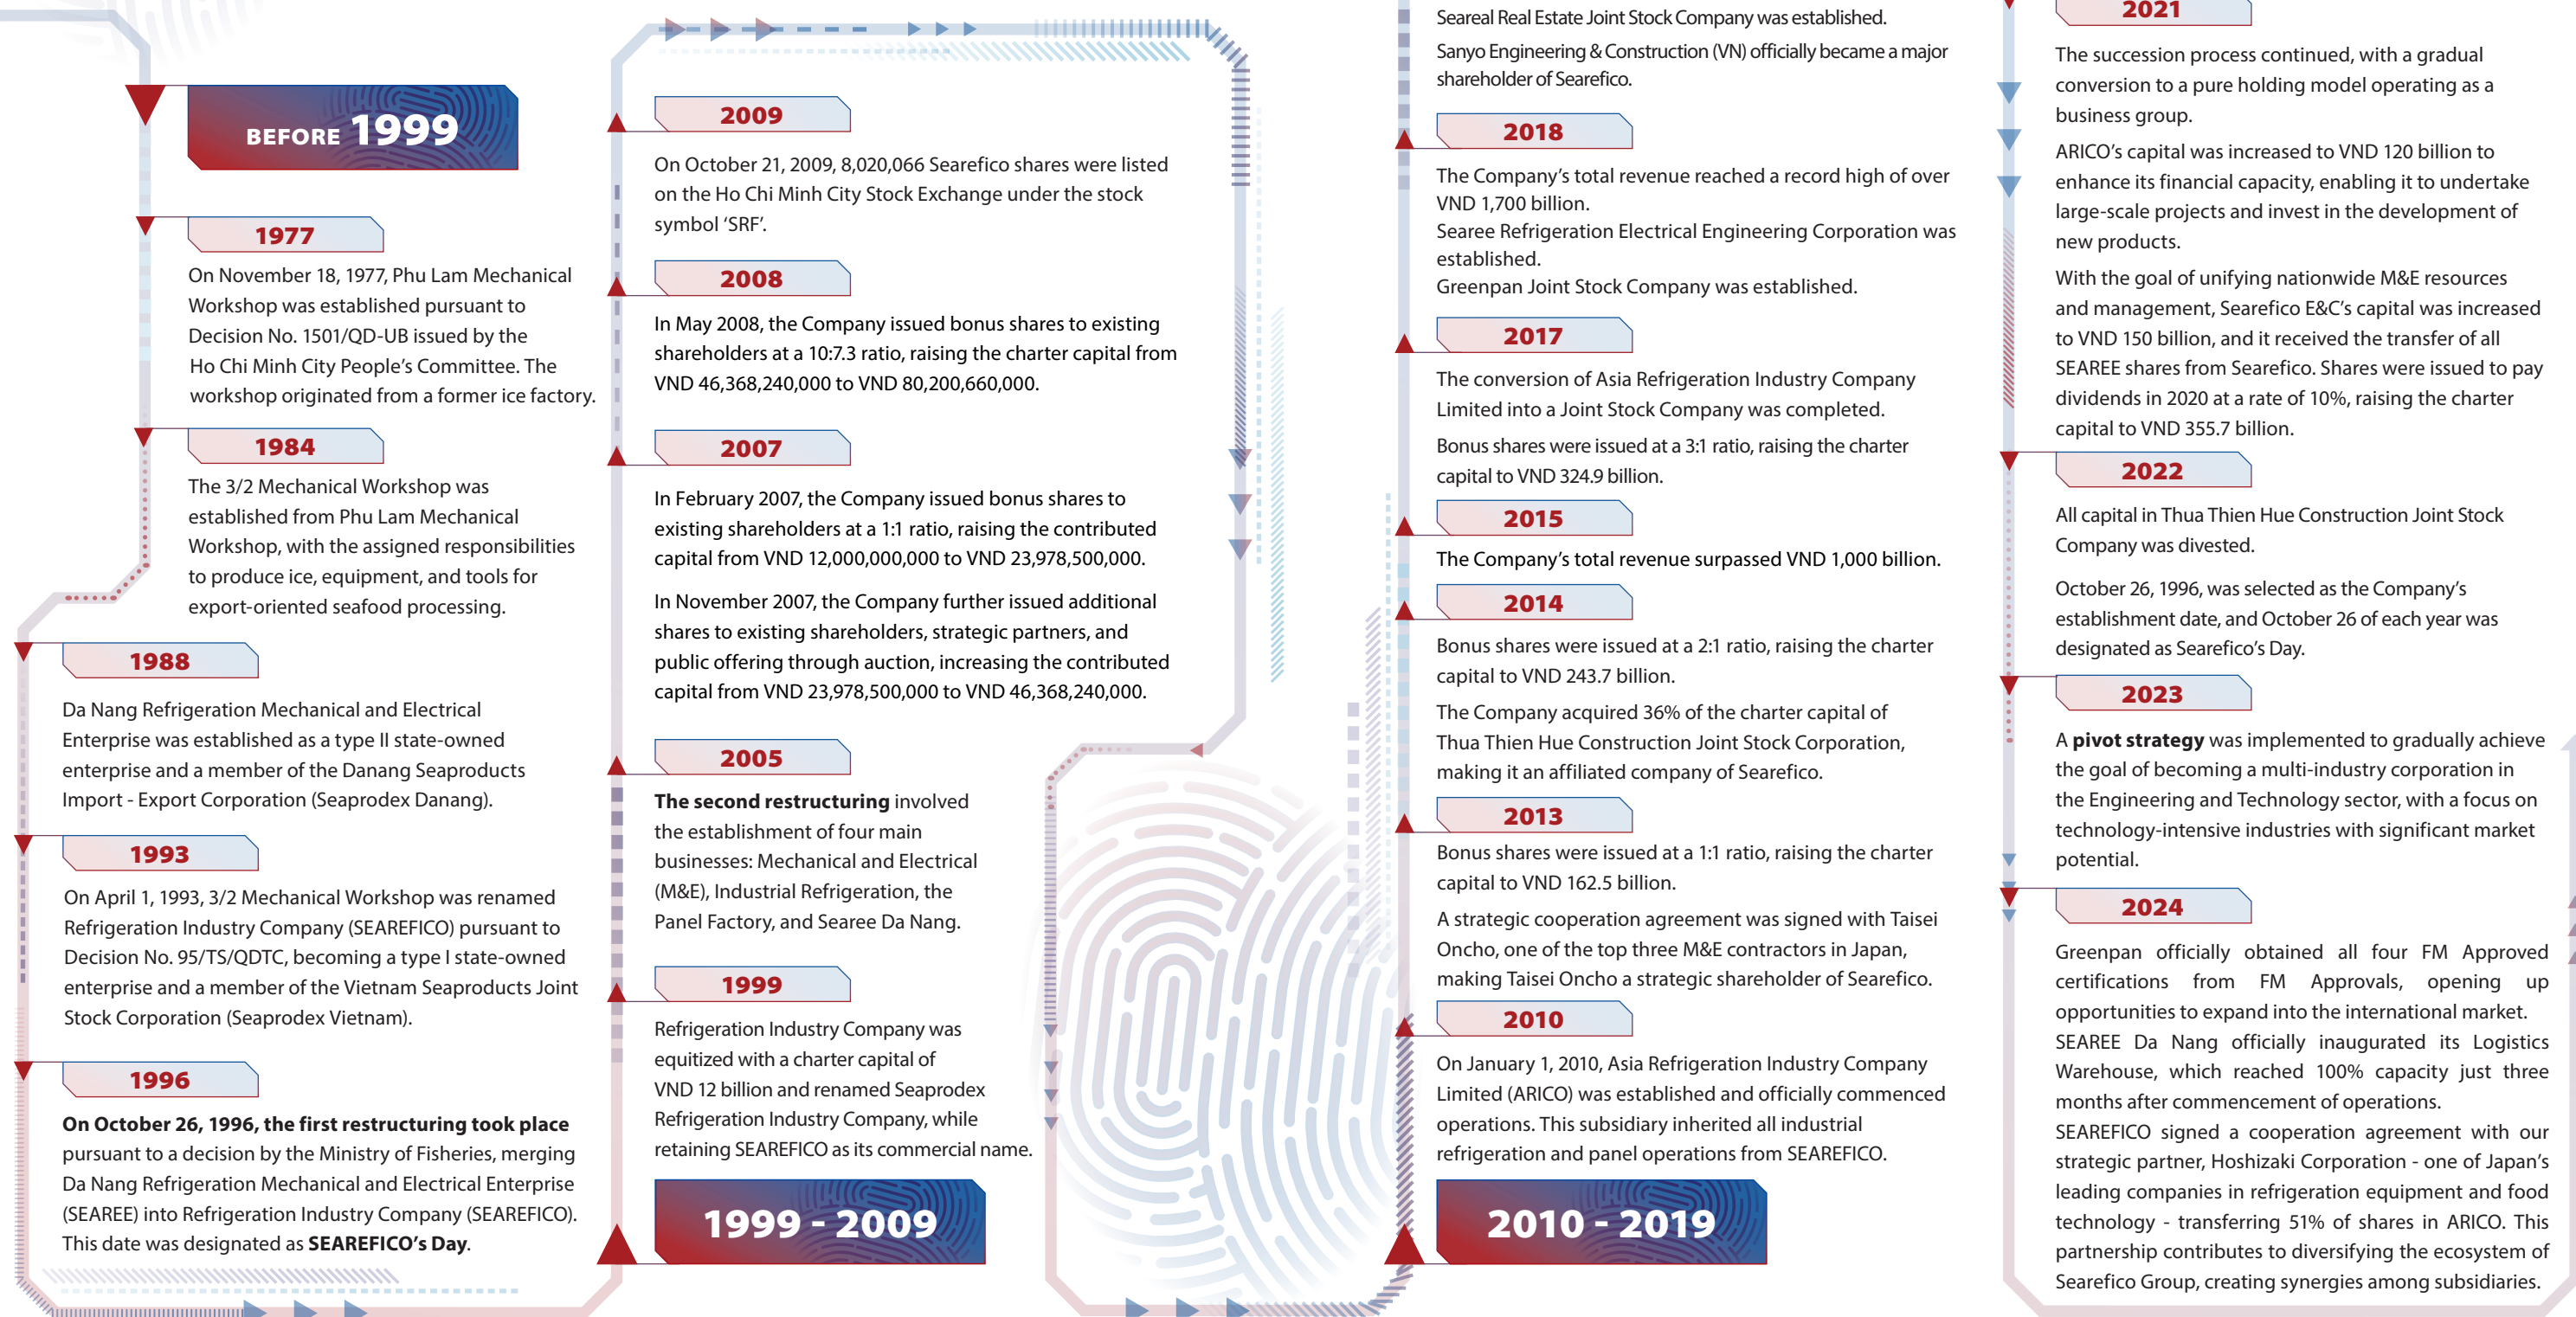 BEFORE 1999
1977
On November 18, 1977, Phu Lam Mechanical
Workshop was established pursuant to
Decision No. 1501/QD-UB issued by the
Ho Chi Minh City People's Committee. The
workshop originated from a former ice factory.
1984
The 3/2 Mechanical Workshop was
established from Phu Lam Mechanical
Workshop, with the assigned responsibilities
to produce ice, equipment, and tools for
export-oriented seafood processing.
1988
Da Nang Refrigeration Mechanical and Electrical
Enterprise was established as a type II state-owned
enterprise and a member of the Danang Seaproducts
Import - Export Corporation (Seaprodex Danang).
1993
On April 1, 1993, 3/2 Mechanical Workshop was renamed
Refrigeration Industry Company (SEAREFICO) pursuant to
Decision No. 95/TS/QDTC, becoming a type I state-owned
enterprise and a member of the Vietnam Seaproducts Joint
Stock Corporation (Seaprodex Vietnam).
1996
On October 26, 1996, the first restructuring took place
pursuant to a decision by the Ministry of Fisheries, merging
Da Nang Refrigeration Mechanical and Electrical Enterprise
(SEAREE) into Refrigeration Industry Company (SEAREFICO).
This date was designated as SEAREFICO's Day.
2009
On October 21, 2009, 8,020,066 Searefico shares were listed
on the Ho Chi Minh City Stock Exchange under the stock
symbol ‘SRF’.
2008
In May 2008, the Company issued bonus shares to existing
shareholders at a 10:7.3 ratio, raising the charter capital from
VND 46,368,240,000 to VND 80,200,660,000.
2007
In February 2007, the Company issued bonus shares to
existing shareholders at a 1:1 ratio, raising the contributed
capital from VND 12,000,000,000 to VND 23,978,500,000.
In November 2007, the Company further issued additional
shares to existing shareholders, strategic partners, and
public offering through auction, increasing the contributed
capital from VND 23,978,500,000 to VND 46,368,240,000.
2005
The second restructuring involved
the establishment of four main
businesses: Mechanical and Electrical
(M&E), Industrial Refrigeration, the
Panel Factory, and Searee Da Nang.
1999
Refrigeration Industry Company was
equitized with a charter capital of
VND 12 billion and renamed Seaprodex
Refrigeration Industry Company, while
retaining SEAREFICO as its commercial name.
1999 - 2009
Seareal Real Estate Joint Stock Company was established.
Sanyo Engineering & Construction (VN) officially became a major
shareholder of Searefico.
2018
The Company's total revenue reached a record high of over
VND 1,700 billion.
Searee Refrigeration Electrical Engineering Corporation was
established.
Greenpan Joint Stock Company was established.
2017
The conversion of Asia Refrigeration Industry Company
Limited into a Joint Stock Company was completed.
Bonus shares were issued at a 3:1 ratio, raising the charter
capital to VND 324.9 billion.
2015
The Company's total revenue surpassed VND 1,000 billion.
2014
Bonus shares were issued at a 2:1 ratio, raising the charter
capital to VND 243.7 billion.
The Company acquired 36% of the charter capital of
Thua Thien Hue Construction Joint Stock Corporation,
making it an affiliated company of Searefico.
2013
Bonus shares were issued at a 1:1 ratio, raising the charter
capital to VND 162.5 billion.
A strategic cooperation agreement was signed with Taisei
Oncho, one of the top three M&E contractors in Japan,
making Taisei Oncho a strategic shareholder of Searefico.
2010
On January 1, 2010, Asia Refrigeration Industry Company
Limited (ARICO) was established and officially commenced
operations. This subsidiary inherited all industrial
refrigeration and panel operations from SEAREFICO.
2010 - 2019
2021
The succession process continued, with a gradual
conversion to a pure holding model operating as a
business group.
ARICO's capital was increased to VND 120 billion to
enhance its financial capacity, enabling it to undertake
large-scale projects and invest in the development of
new products.
With the goal of unifying nationwide M&E resources
and management, Searefico E&C's capital was increased
to VND 150 billion, and it received the transfer of all
SEAREE shares from Searefico. Shares were issued to pay
dividends in 2020 at a rate of 10%, raising the charter
capital to VND 355.7 billion.
2022
All capital in Thua Thien Hue Construction Joint Stock
Company was divested.
October 26, 1996, was selected as the Company's
establishment date, and October 26 of each year was
designated as Searefico's Day.
2023
A pivot strategy was implemented to gradually achieve
the goal of becoming a multi-industry corporation in
the Engineering and Technology sector, with a focus on
technology-intensive industries with significant market
potential.
2024
Greenpan officially obtained all four FM Approved
certifications from FM Approvals, opening up
opportunities to expand into the international market.
SEAREE Da Nang officially inaugurated its Logistics
Warehouse, which reached 100% capacity just three
months after commencement of operations.
SEAREFICO signed a cooperation agreement with our
strategic partner, Hoshizaki Corporation - one of Japan's
leading companies in refrigeration equipment and food
technology - transferring 51% of shares in ARICO. This
partnership contributes to diversifying the ecosystem of
Searefico Group, creating synergies among subsidiaries.